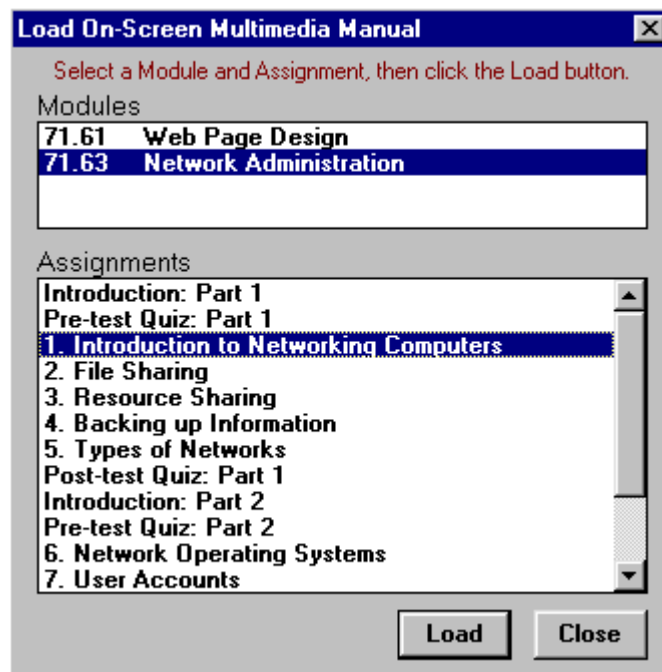 Load On-Screen Multimedia Manual
Select a Module and Assignment, then click the Load button.
Modules
71.61 Web Page Design
71.63 Network Administration
Assignments
Introduction: Part 1
Pre-test Quiz: Part 1
1. Introduction to Networking Computers
2. File Sharing
3. Resource Sharing
4. Backing up Information
5. Types of Networks
Post-test Quiz: Part 1
Introduction: Part 2
Pre-test Quiz: Part 2
6. Network Operating Systems
7. User Accounts
Load Close